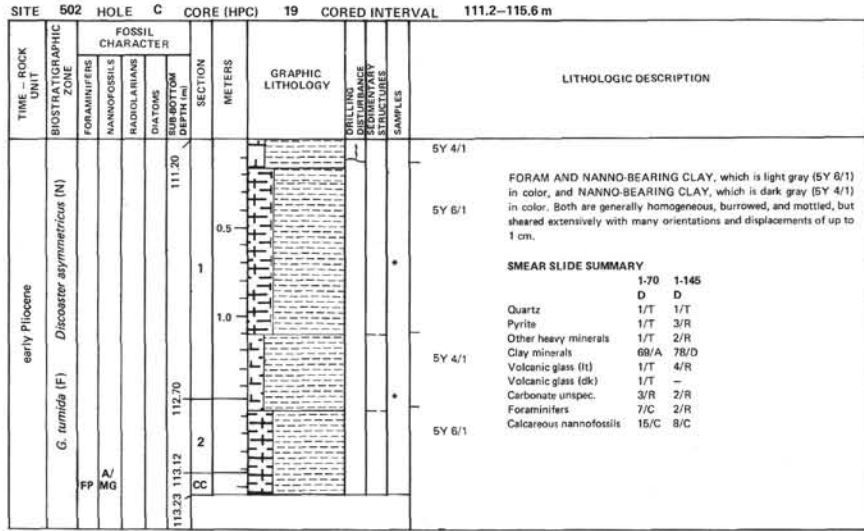 SITE 502 HOLE C CORE (HPC) 19 CORED INTERVAL 111.2–115.6 m
TIME – ROCK UNIT
BIOSTRATIGRAPHIC ZONE
FOSSIL CHARACTER
FORAMINIFERS
NANNOFOSSILS
RADIOLARIANS
DIATOMS
SUB-BOTTOM DEPTH (m)
SECTION
METERS
GRAPHIC LITHOLOGY
DRILLING DISTURBANCE
SEDIMENTARY STRUCTURES
SAMPLES
LITHOLOGIC DESCRIPTION
early Pliocene
G. tumida (F) Discoaster asymmetricus (N)
FP
A/
MG
111.20
112.70
113.12
113.23
1
2
CC
0.5
1.0
*
*
5Y 4/1
5Y 6/1
5Y 4/1
5Y 6/1
FORAM AND NANNO-BEARING CLAY, which is light gray (5Y 6/1)
in color, and NANNO-BEARING CLAY, which is dark gray (5Y 4/1)
in color. Both are generally homogeneous, burrowed, and mottled, but
sheared extensively with many orientations and displacements of up to
1 cm.
SMEAR SLIDE SUMMARY
1-70 1-145
D D
Quartz 1/T 1/T
Pyrite 1/T 3/R
Other heavy minerals 1/T 2/R
Clay minerals 69/A 78/D
Volcanic glass (lt) 1/T 4/R
Volcanic glass (dk) 1/T –
Carbonate unspec. 3/R 2/R
Foraminifers 7/C 2/R
Calcareous nannofossils 15/C 8/C